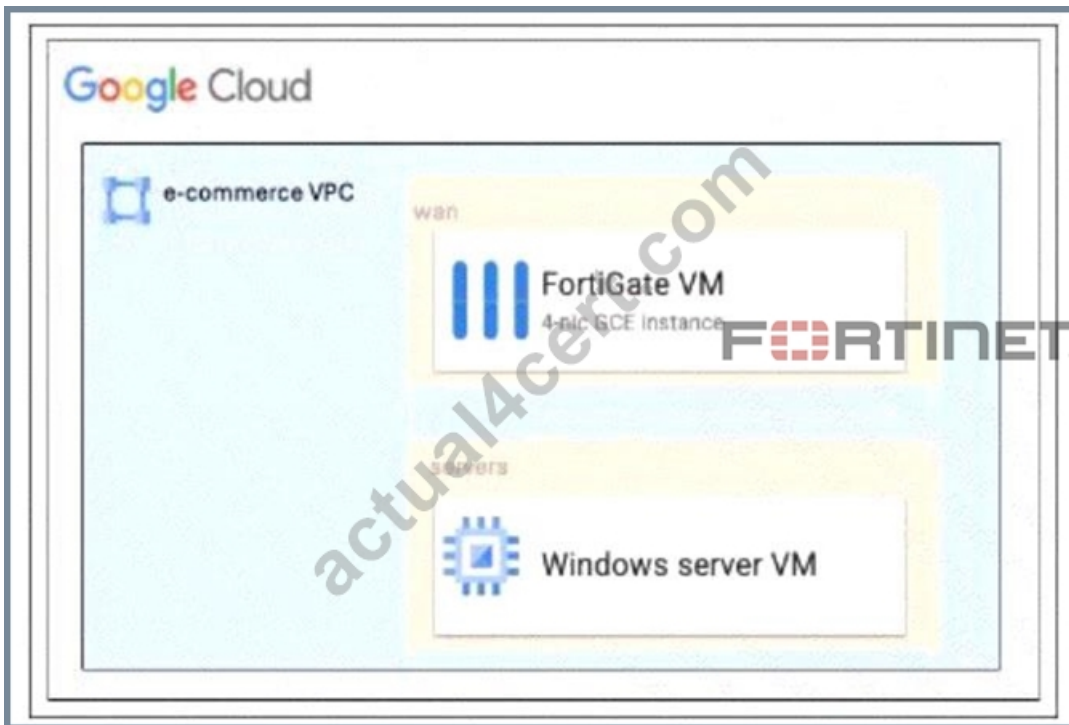 Google Cloud
e-commerce VPC
wan
FortiGate VM
4-nic GCE instance
FORTINET
servers
Windows server VM
actual4cert.com